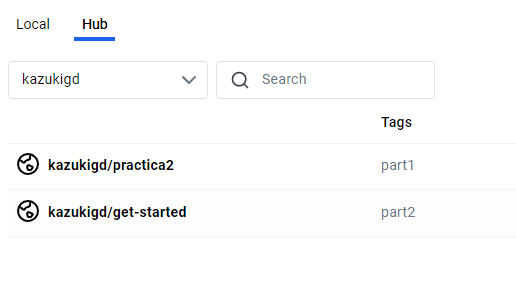 Local Hub
kazukigd Search
Tags
kazukigd/practica2 part1
kazukigd/get-started part2